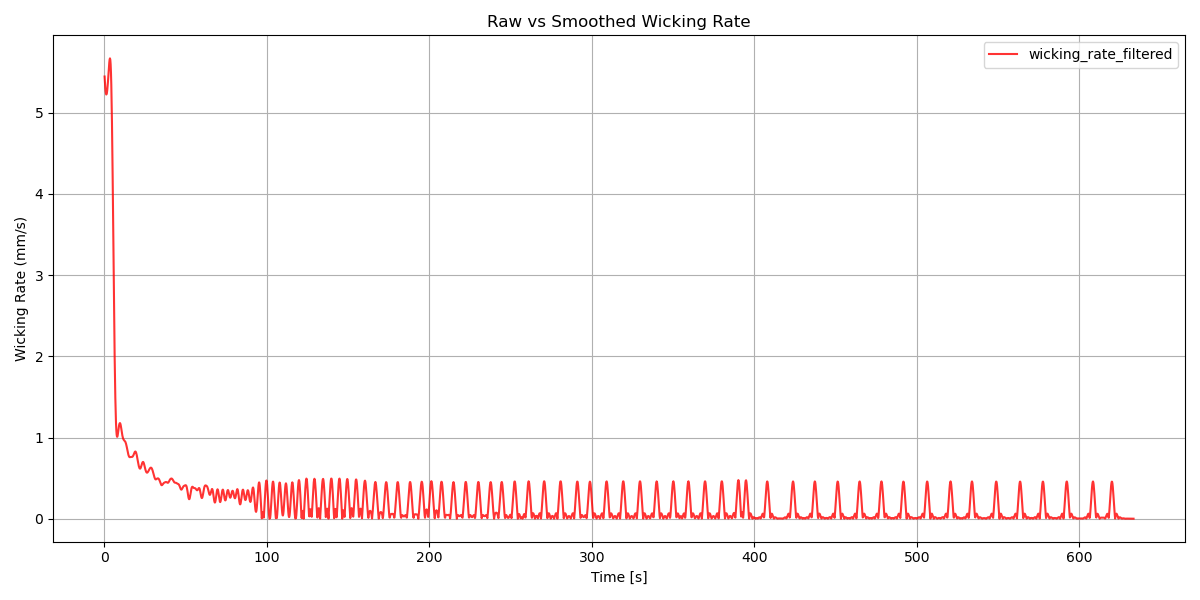 Raw vs Smoothed Wicking Rate
wicking_rate_filtered
Wicking Rate (mm/s)
5
4
3
2
1
0
0 100 200 300 400 500 600
Time [s]